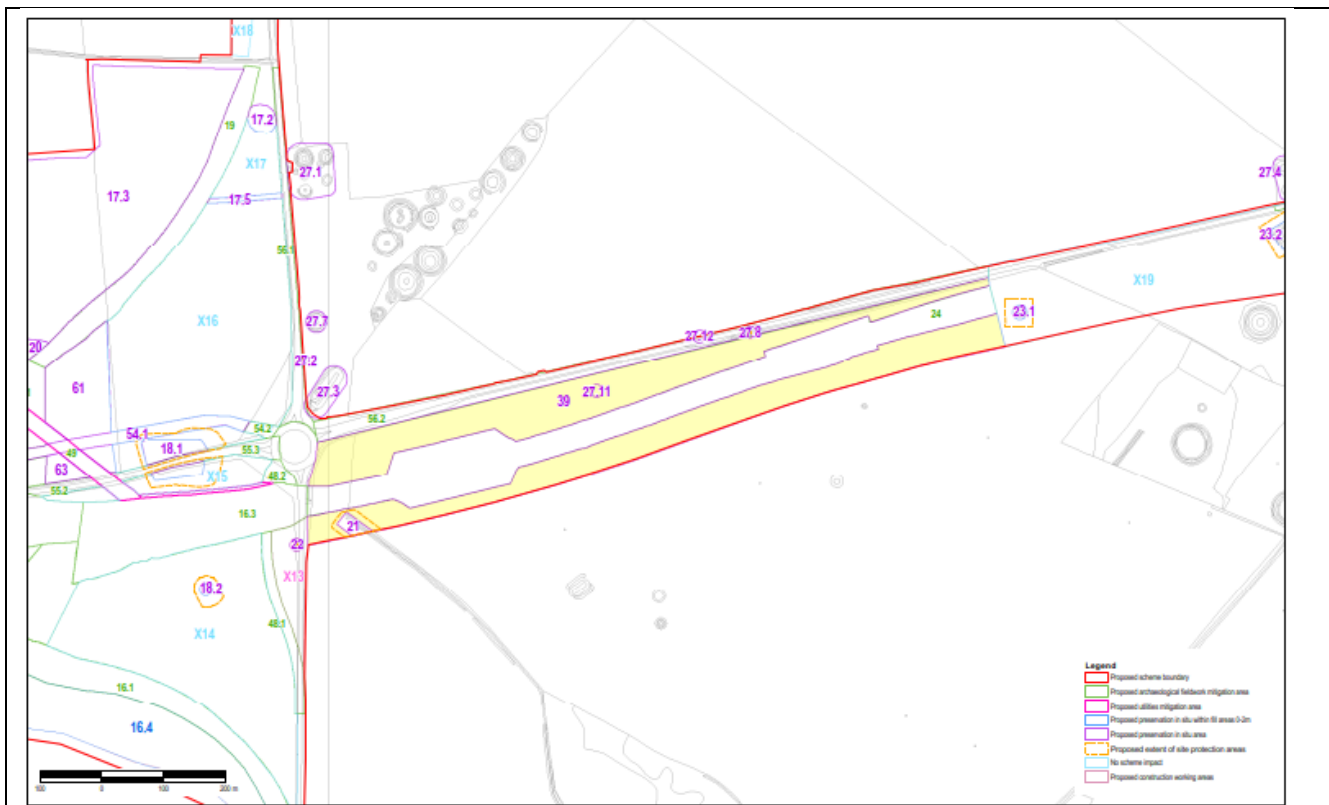 X18
17.2
19
27.1
X17
27.4
17.3
17.5
23.2
56.1
X19
X16
27.7
23.1
24
27.12
27.8
20
27.2
61
27.3
27.11
39
56.2
54.1
54.2
18.1
55.3
49
63
X15
48.2
55.2
16.3
21
22
X13
18.2
48.1
X14
16.1
16.4
Legend
Proposed scheme boundary
Proposed archaeological fieldwork mitigation area
Proposed utilities mitigation area
Proposed preservation in situ within fill areas 0-2m
Proposed preservation in situ area
Proposed extent of site protection areas
No scheme impact
Proposed construction working areas
100 0 100 200 m